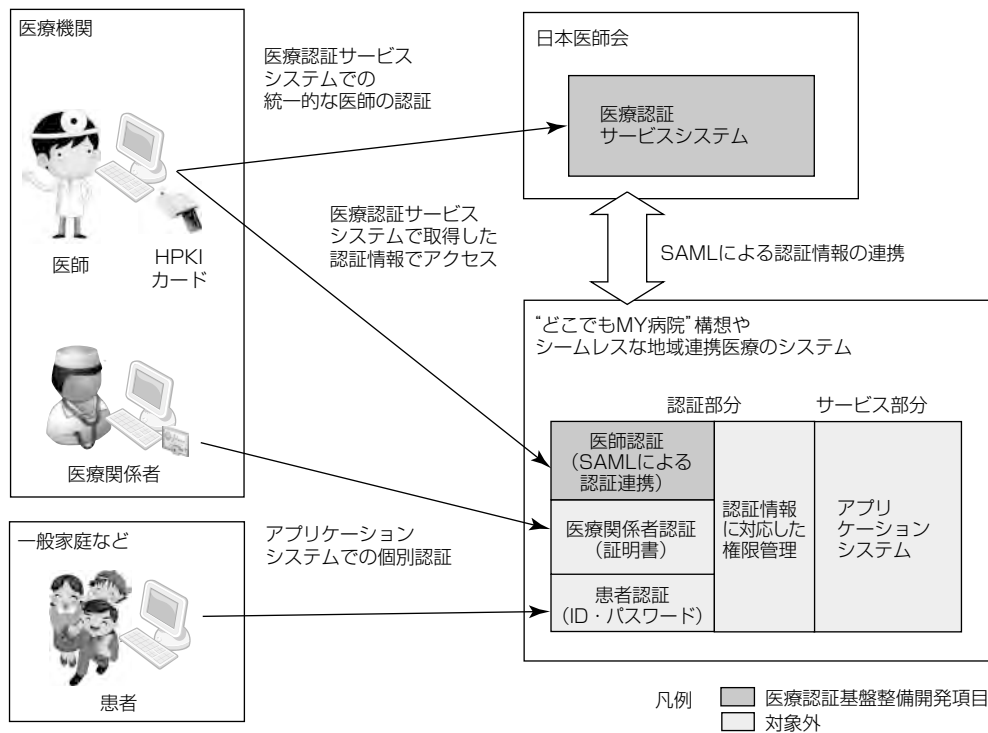 医療機関
医師
HPKI
カード
医療関係者
一般家庭など
患者
医療認証サービス
システムでの
統一的な医師の認証
医療認証サービス
システムで取得した
認証情報でアクセス
アプリケーション
システムでの個別認証
日本医師会
医療認証
サービスシステム
SAMLによる認証情報の連携
“どこでもMY病院”構想や
シームレスな地域連携医療のシステム
認証部分
サービス部分
医師認証
（SAMLによる
認証連携）
医療関係者認証
（証明書）
患者認証
（ID・パスワード）
認証情報
に対応した
権限管理
アプリ
ケーション
システム
凡例
医療認証基盤整備開発項目
対象外